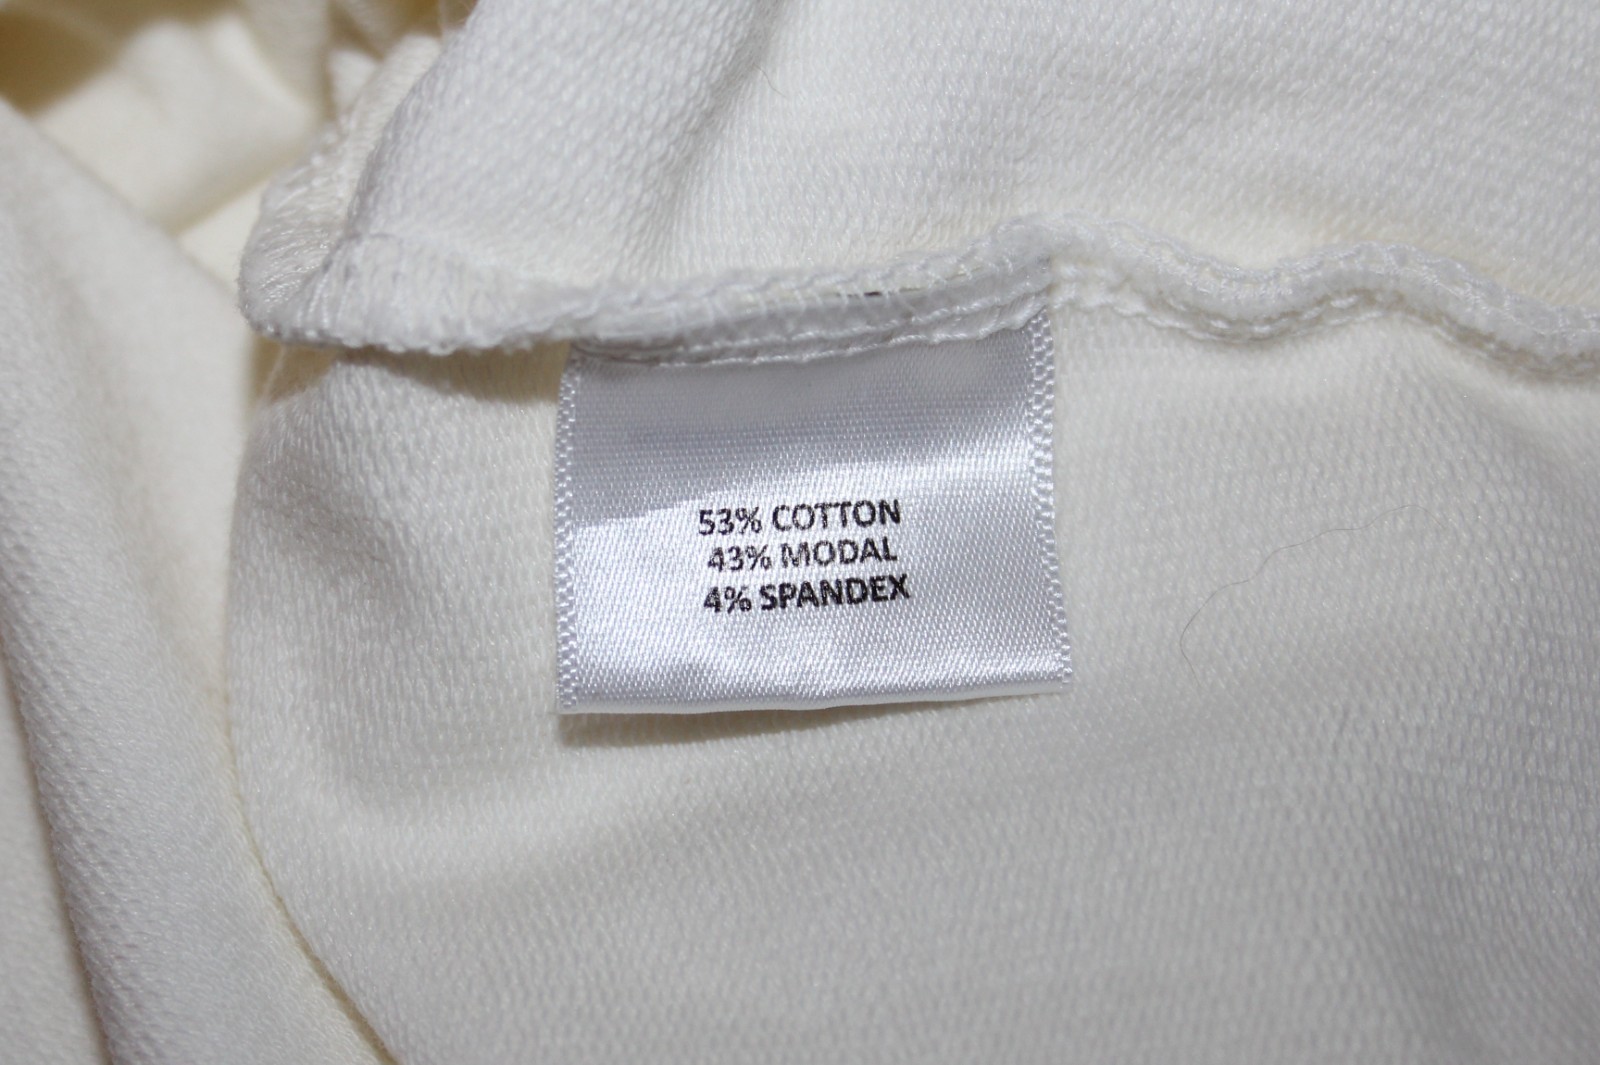 53% COTTON
43% MODAL
4% SPANDEX